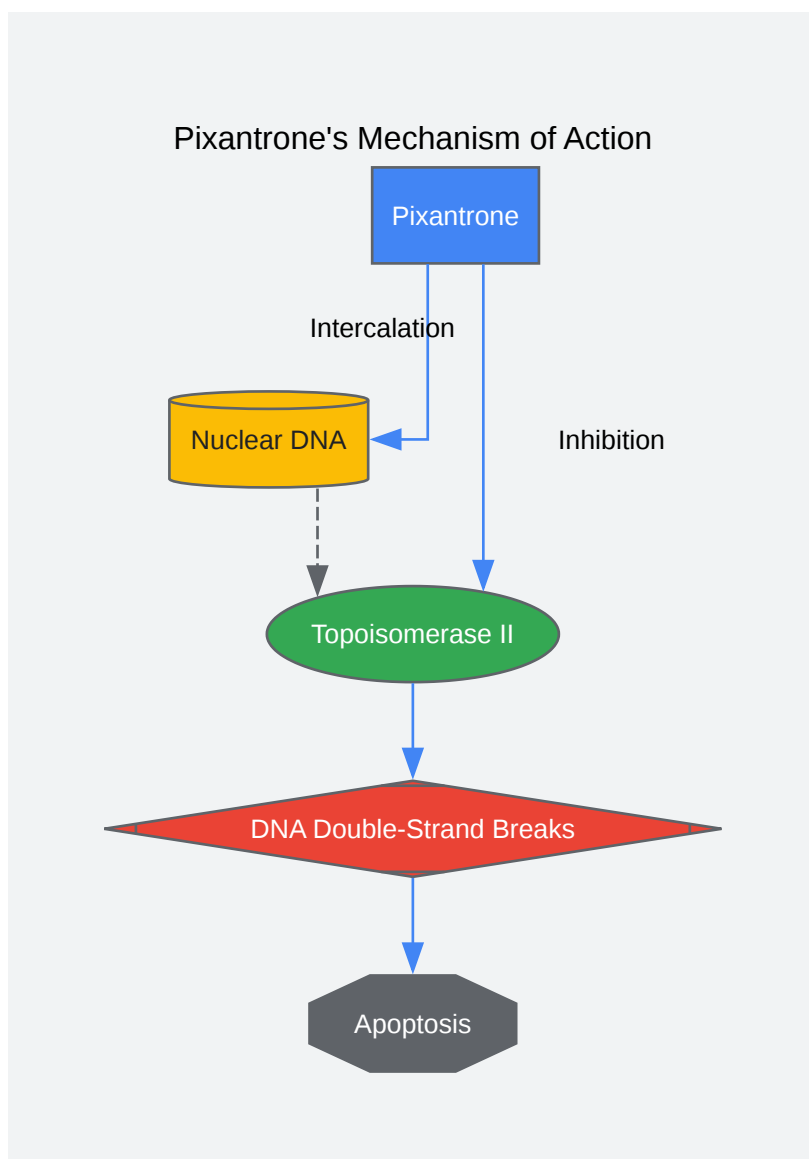 Pixantrone's Mechanism of Action
Pixantrone
Intercalation
Nuclear DNA
Inhibition
Topoisomerase II
DNA Double-Strand Breaks
Apoptosis